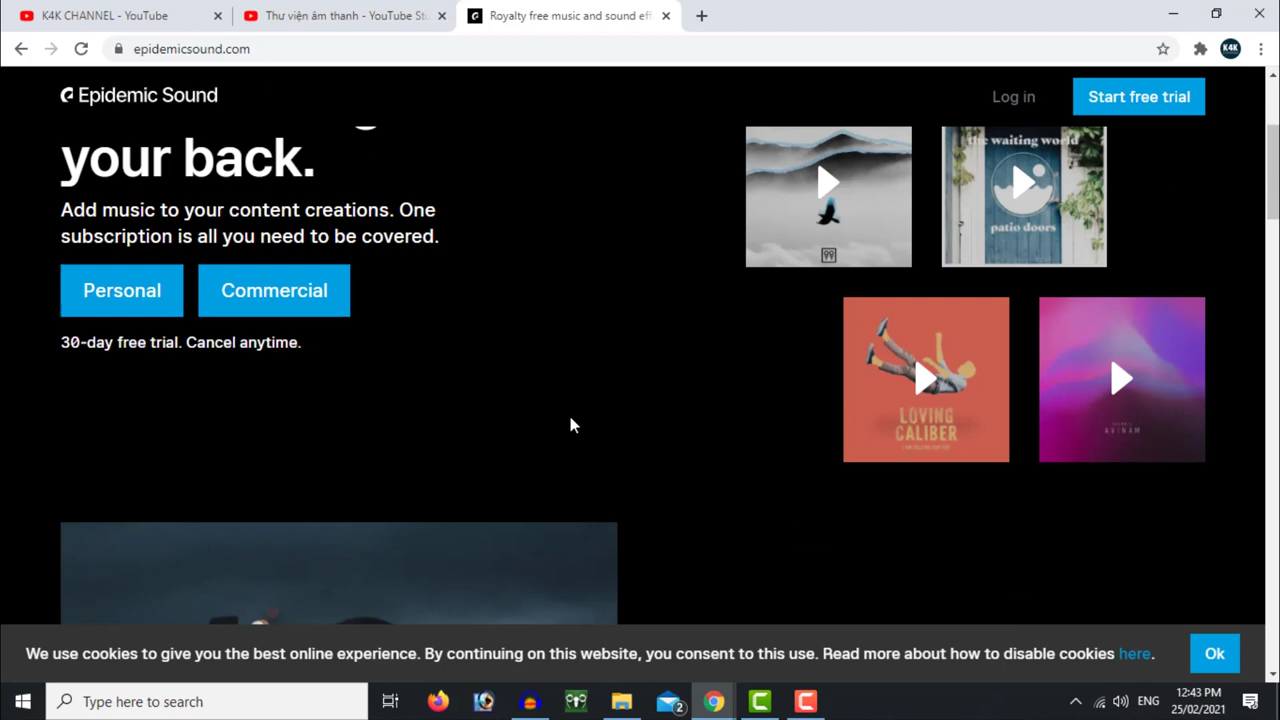 K4K CHANNEL - YouTube
Thư viện âm thanh - YouTube Stu
Royalty free music and sound eff
epidemicsound.com
K4K
Epidemic Sound
Log in
Start free trial
your back.
Add music to your content creations. One
subscription is all you need to be covered.
Personal
Commercial
30-day free trial. Cancel anytime.
the waiting world
patio doors
LOVING
CALIBER
AVINAM
We use cookies to give you the best online experience. By continuing on this website, you consent to this use. Read more about how to disable cookies here.
Ok
Type here to search
2
ENG
12:43 PM
25/02/2021